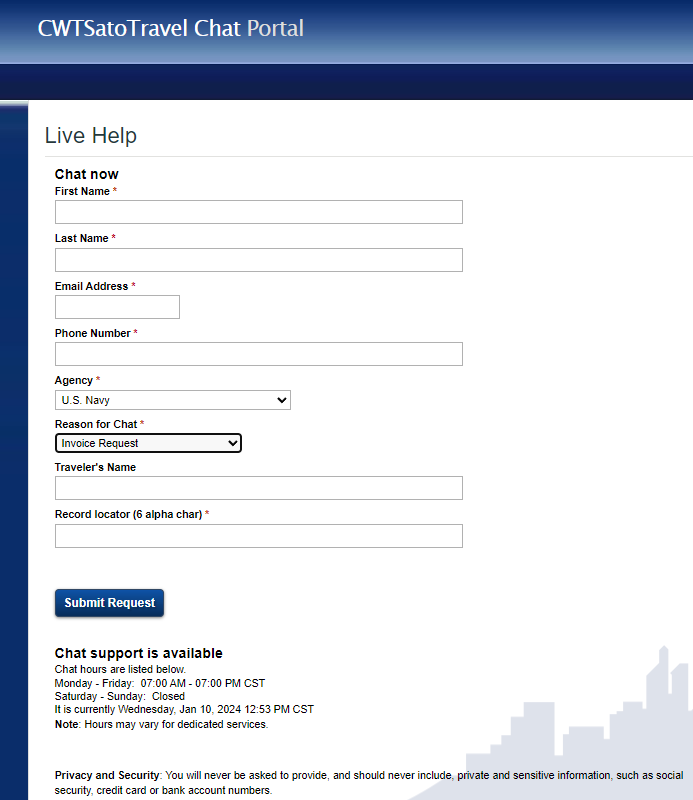 CWTSatoTravel Chat Portal
Live Help
Chat now
First Name *
Last Name *
Email Address *
Phone Number *
Agency *
U.S. Navy
Reason for Chat *
Invoice Request
Traveler's Name
Record locator (6 alpha char) *
Submit Request
Chat support is available
Chat hours are listed below.
Monday - Friday:  07:00 AM - 07:00 PM CST
Saturday - Sunday:  Closed
It is currently Wednesday, Jan 10, 2024 12:53 PM CST
Note: Hours may vary for dedicated services.
Privacy and Security: You will never be asked to provide, and should never include, private and sensitive information, such as social
security, credit card or bank account numbers.